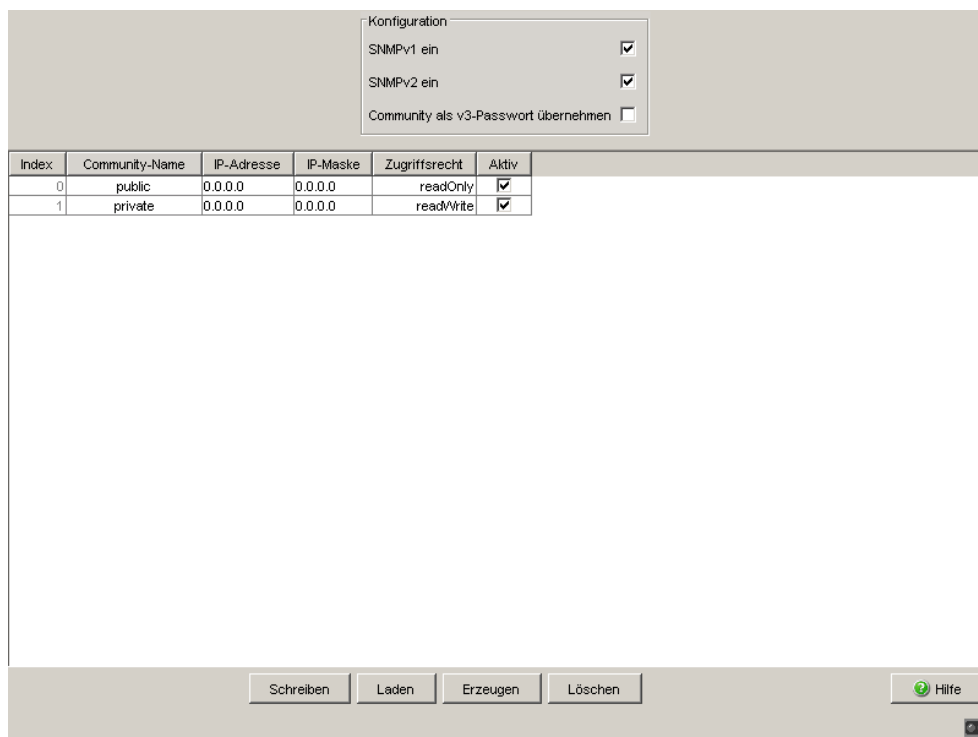 Konfiguration
SNMPv1 ein
SNMPv2 ein
Community als v3-Passwort übernehmen
Index Community-Name IP-Adresse IP-Maske Zugriffsrecht Aktiv
0 public 0.0.0.0 0.0.0.0 readOnly
1 private 0.0.0.0 0.0.0.0 readWrite
Schreiben Laden Erzeugen Löschen Hilfe